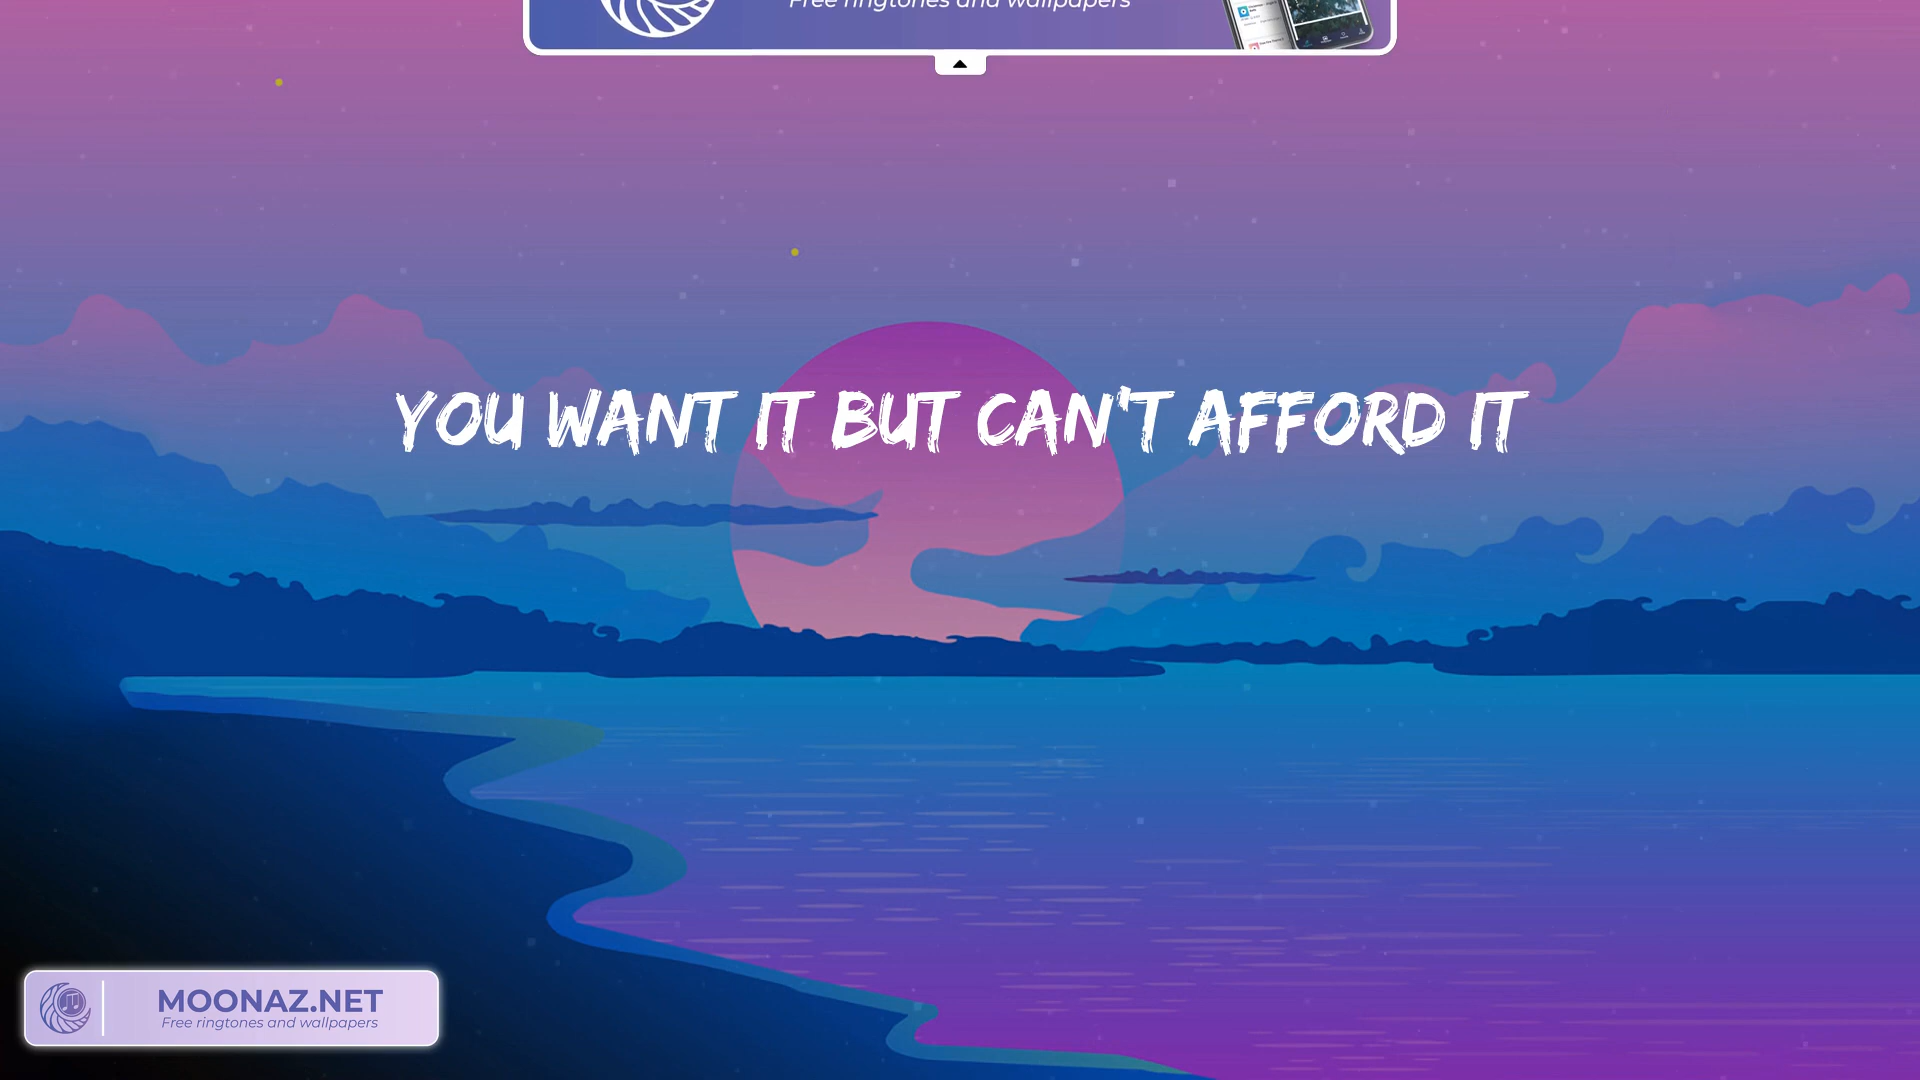 Free ringtones and wallpapers
YOU WANT IT BUT CAN'T AFFORD IT
MOONAZ.NET
Free ringtones and wallpapers